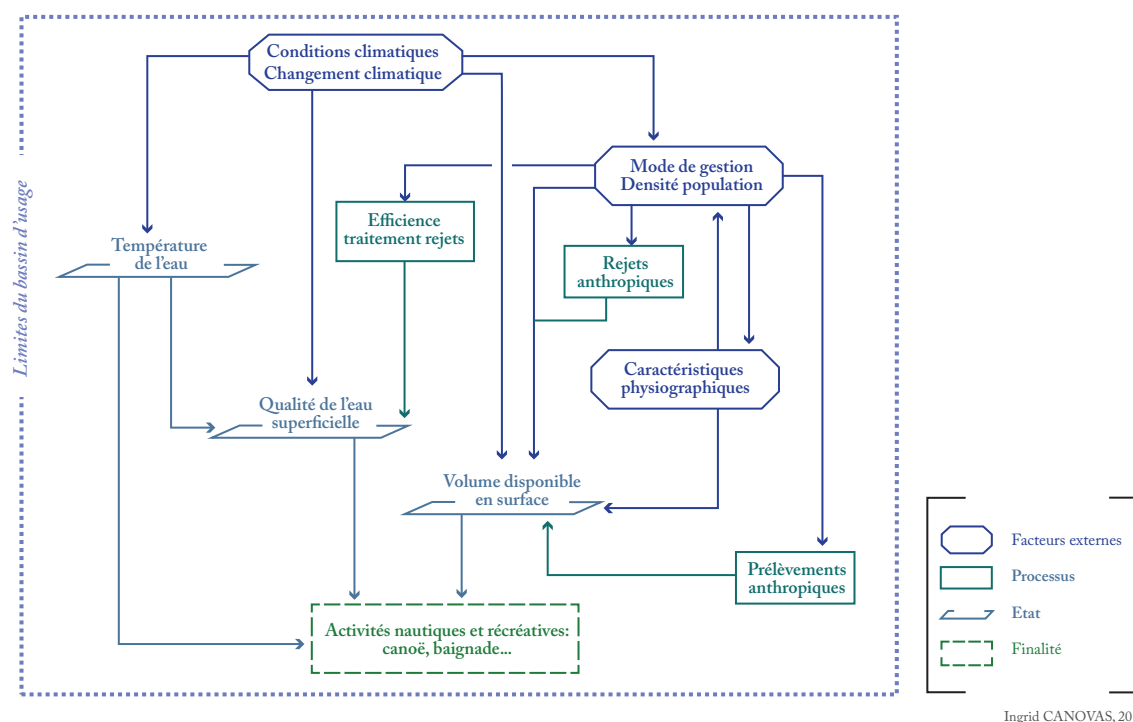 Conditions climatiques
Changement climatique
Mode de gestion
Densité population
Efficience
traitement rejets
Température
de l'eau
Rejets
anthropiques
Limites du bassin d'usage
Caractéristiques
physiographiques
Qualité de l'eau
superficielle
Volume disponible
en surface
Prélèvements
anthropiques
Activités nautiques et récréatives:
canoë, baignade...
Facteurs externes
Processus
Etat
Finalité
Ingrid CANOVAS, 20